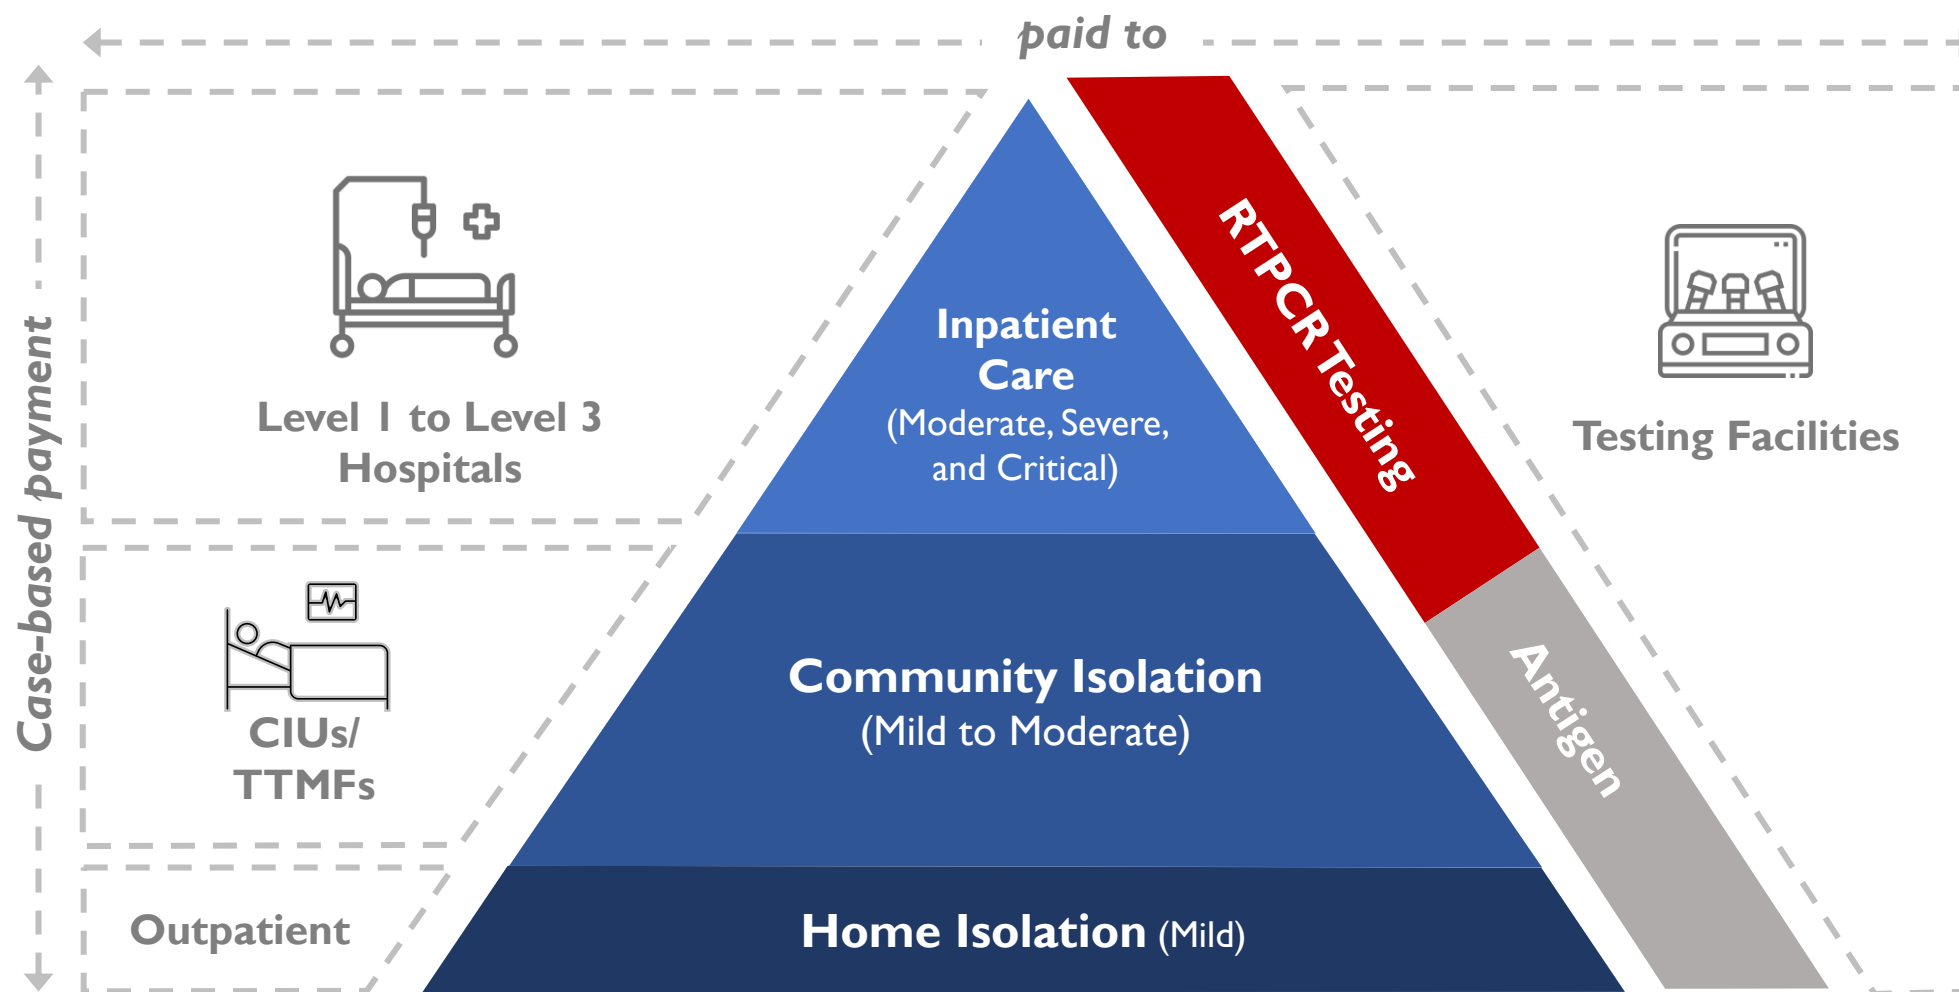 paid to
Case-based payment
Level 1 to Level 3
Hospitals
Inpatient
Care
(Moderate, Severe,
and Critical)
RTPCR Testing
Testing Facilities
CIUs/
TTMFs
Community Isolation
(Mild to Moderate)
Antigen
Outpatient
Home Isolation (Mild)